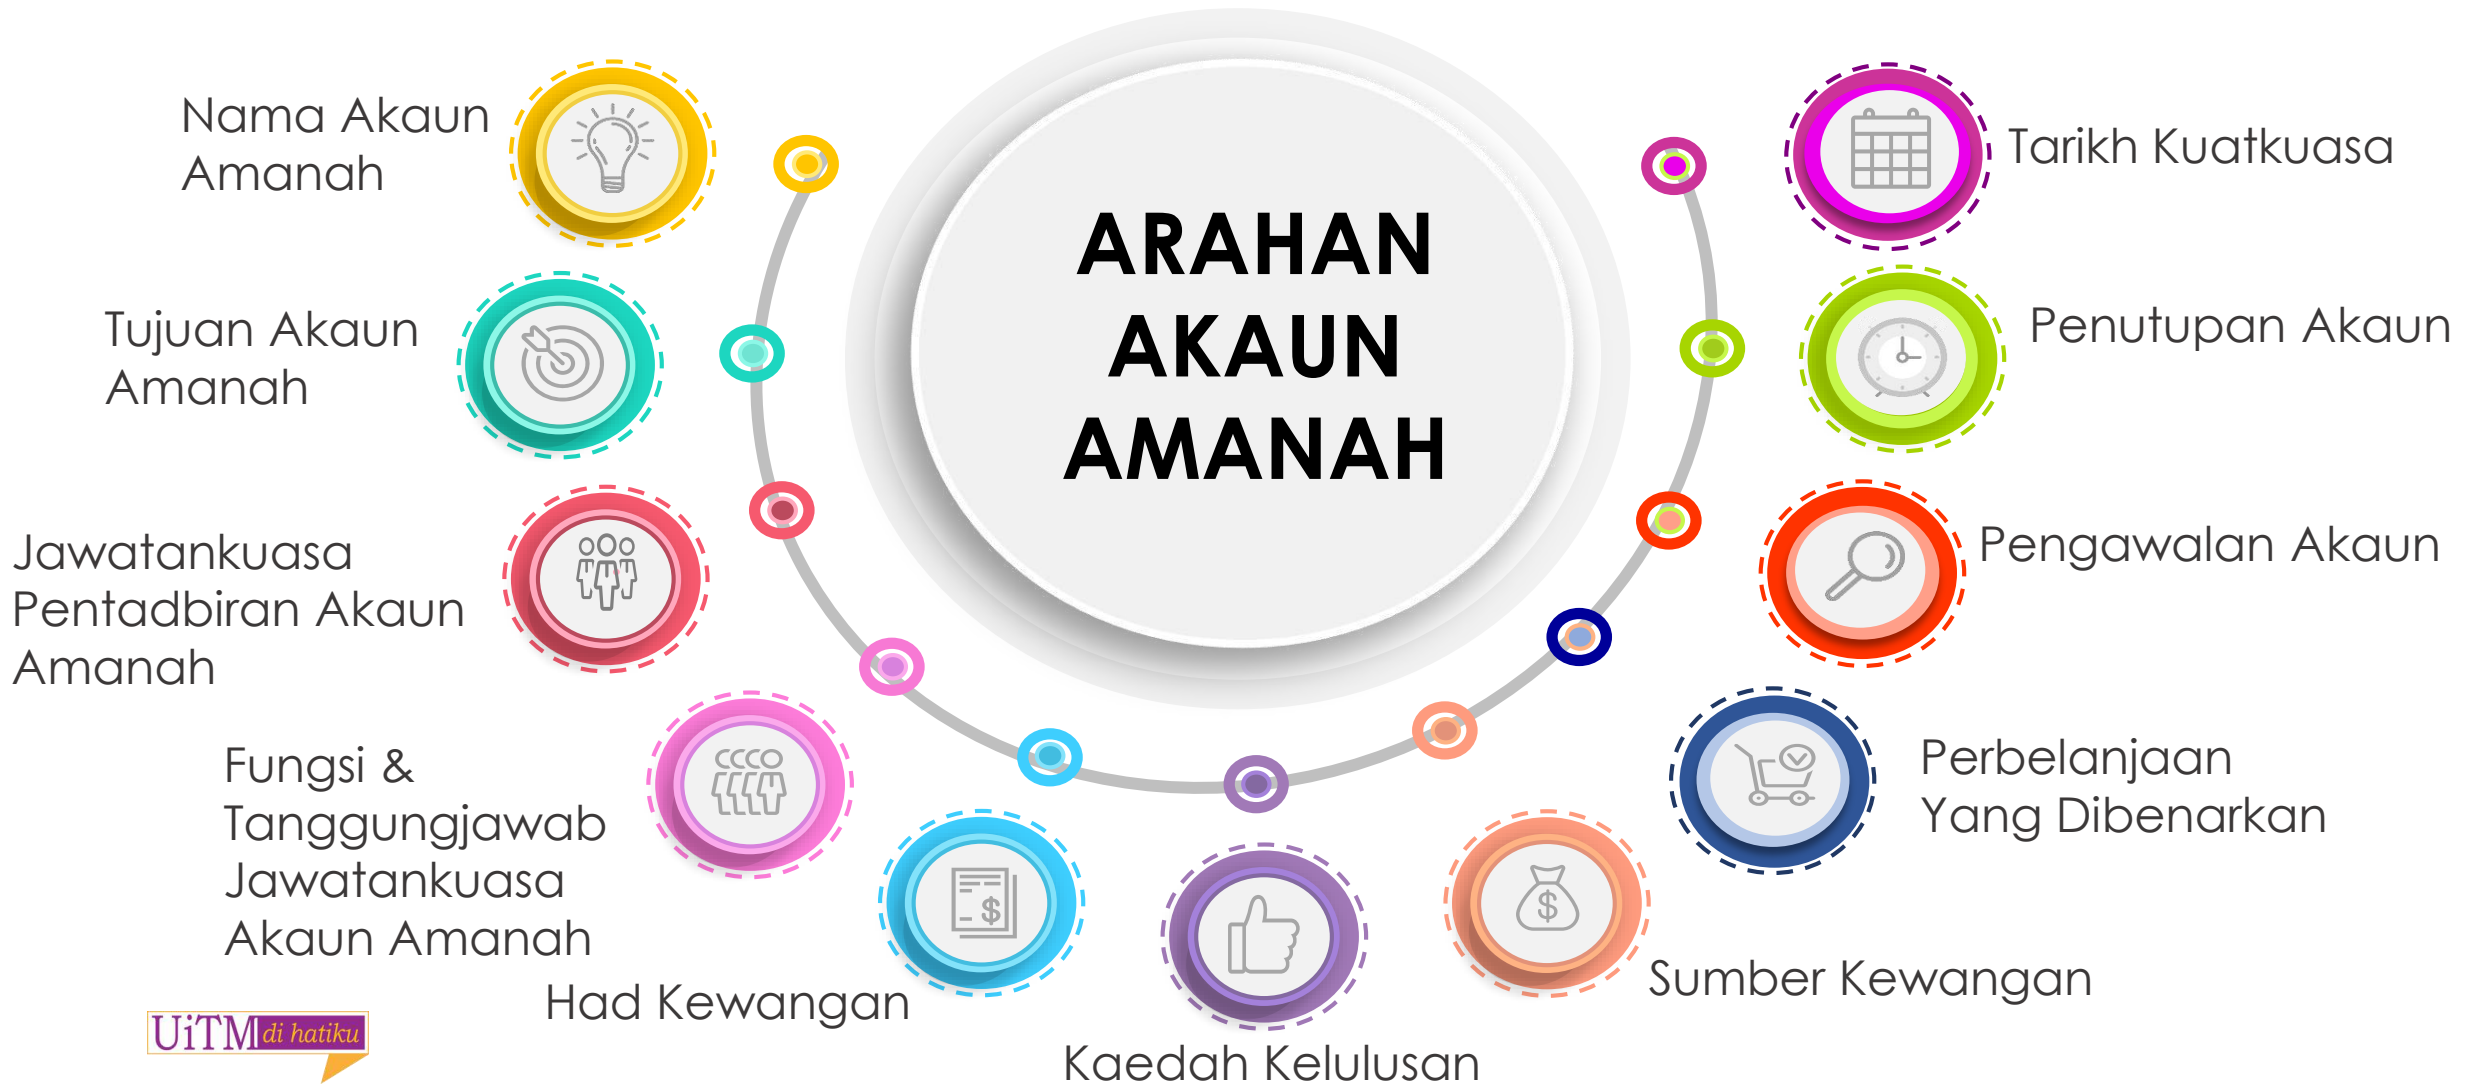 ARAHAN
AKAUN
AMANAH
Nama Akaun
Amanah
Tujuan Akaun
Amanah
Jawatankuasa
Pentadbiran Akaun
Amanah
Fungsi &
Tanggungjawab
Jawatankuasa
Akaun Amanah
Had Kewangan
Kaedah Kelulusan
Sumber Kewangan
Perbelanjaan
Yang Dibenarkan
Pengawalan Akaun
Penutupan Akaun
Tarikh Kuatkuasa
$
$
UiTM di hatiku